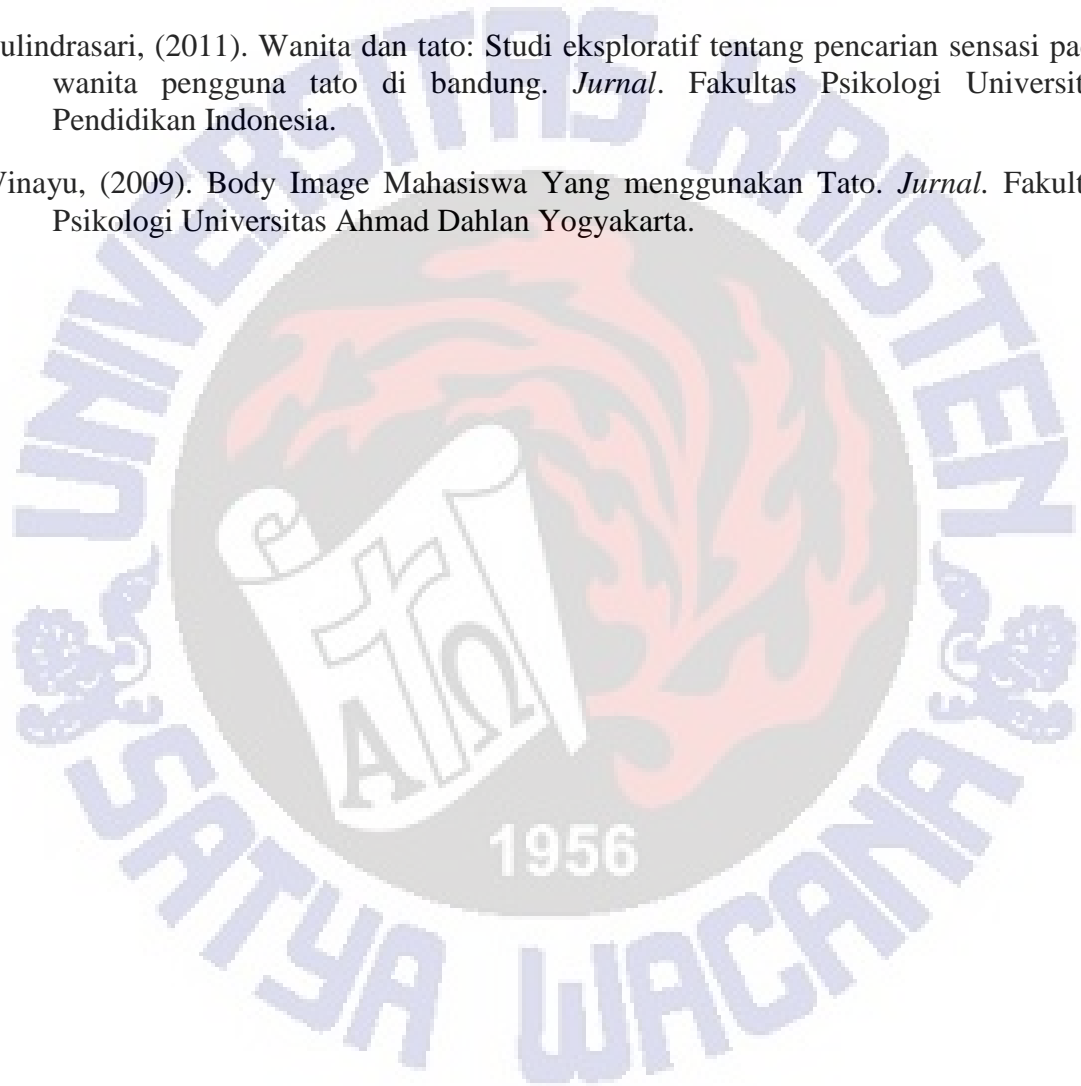 ulindrasari, (2011). Wanita dan tato: Studi eksploratif tentang pencarian sensasi pa
wanita pengguna tato di bandung. Jurnal. Fakultas Psikologi Universit
Pendidikan Indonesia.
inayu, (2009). Body Image Mahasiswa Yang menggunakan Tato. Jurnal. Fakult
Psikologi Universitas Ahmad Dahlan Yogyakarta.
UNIVERSITAS KRISTEN
Α Ω
1956
SATYA WACANA